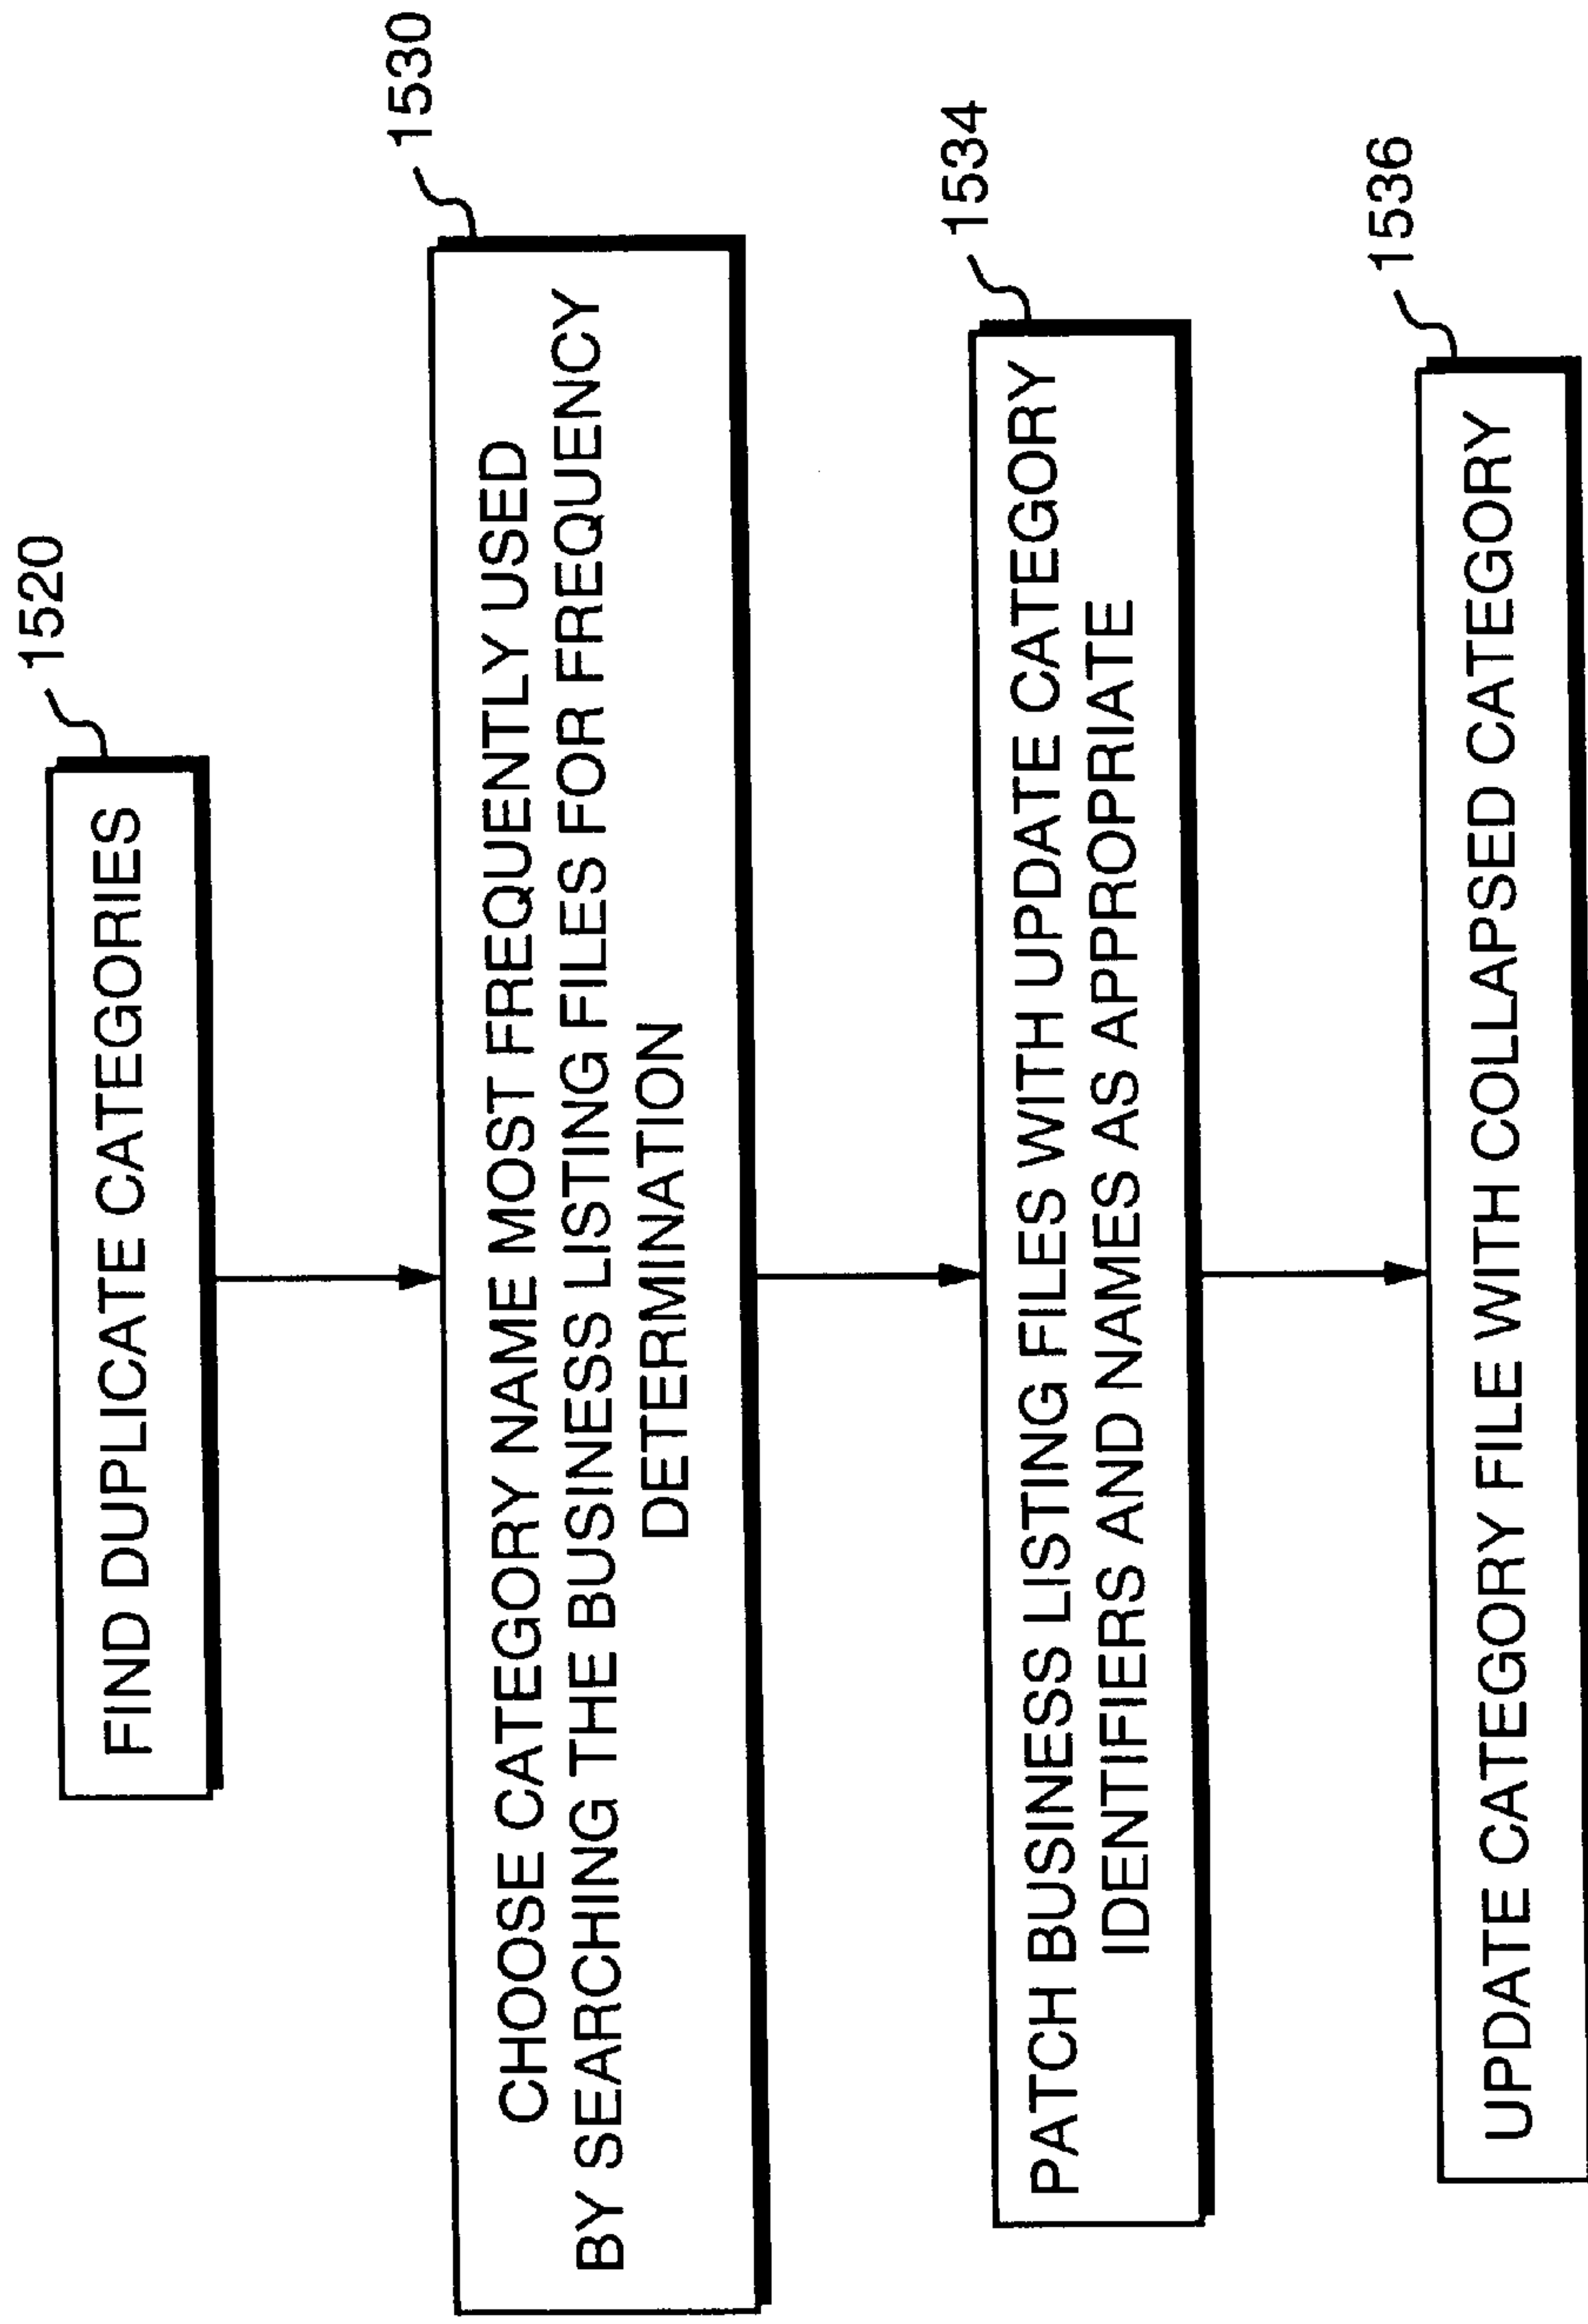 1520
FIND DUPLICATE CATEGORIES
1530
CHOOSE CATEGORY NAME MOST FREQUENTLY USED
BY SEARCHING THE BUSINESS LISTING FILES FOR FREQUENCY
DETERMINATION
1534
PATCH BUSINESS LISTING FILES WITH UPDATE CATEGORY
IDENTIFIERS AND NAMES AS APPROPRIATE
1536
UPDATE CATEGORY FILE WITH COLLAPSED CATEGORY